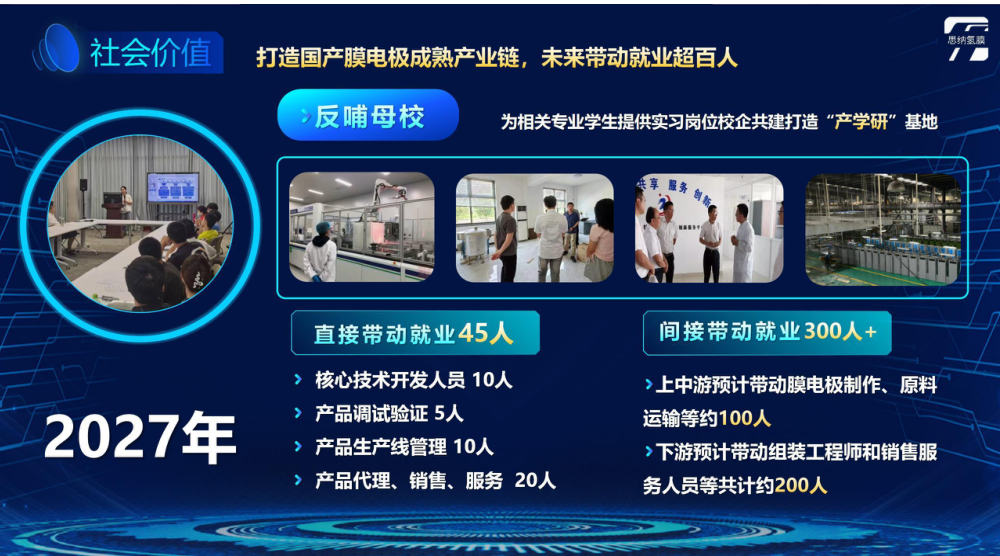 社会价值
打造国产膜电极成熟产业链，未来带动就业超百人
思纳氢膜
反哺母校
为相关专业学生提供实习岗位校企共建打造“产学研”基地
共享 服务 创新
直接带动就业45人
核心技术开发人员 10人
产品调试验证 5人
产品生产线管理 10人
产品代理、销售、服务 20人
间接带动就业300人+
上中游预计带动膜电极制作、原料
运输等约100人
下游预计带动组装工程师和销售服
务人员等共计约200人
2027年